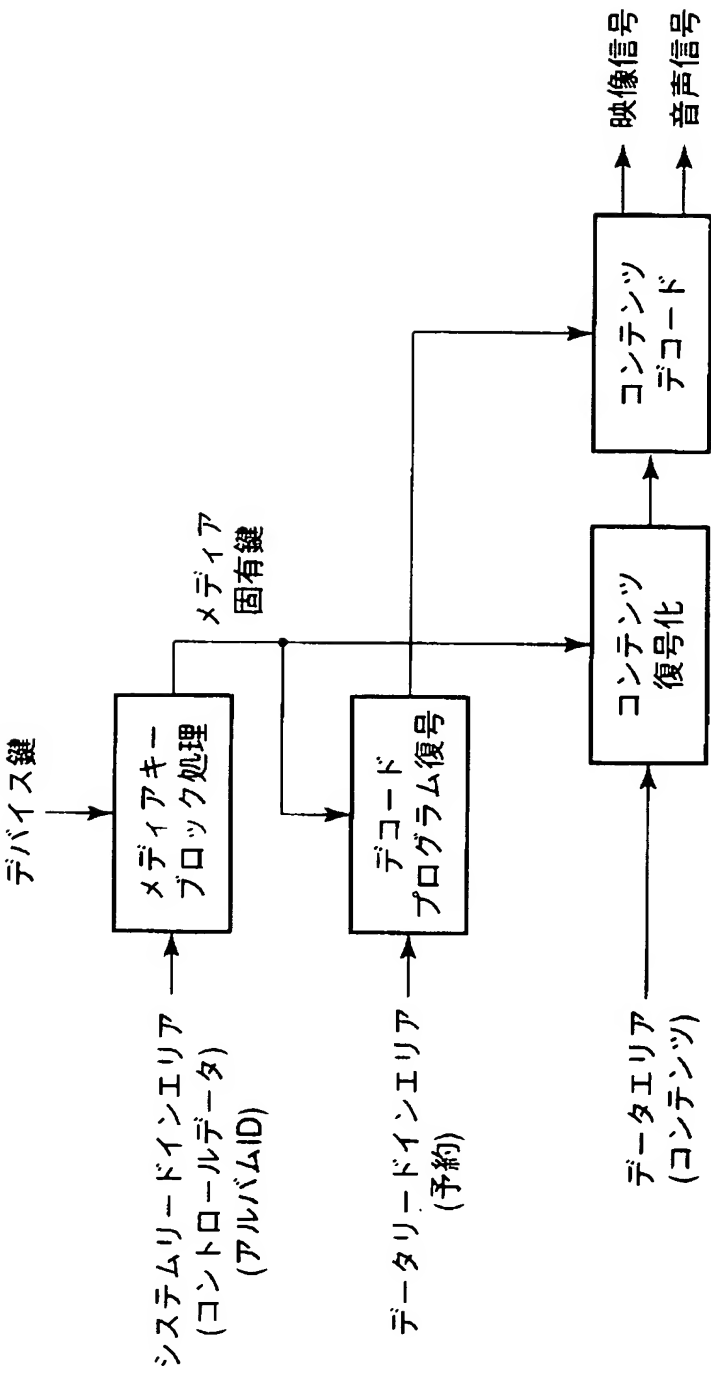 デバイス鍵
システムリードインエリア
(コントロールデータ)
(アルバムID)
メディアキー
ブロック処理
メディア
固有鍵
データリードインエリア
(予約)
デコード
プログラム復号
データエリア
(コンテンツ)
コンテンツ
復号化
コンテンツ
デコード
映像信号
音声信号